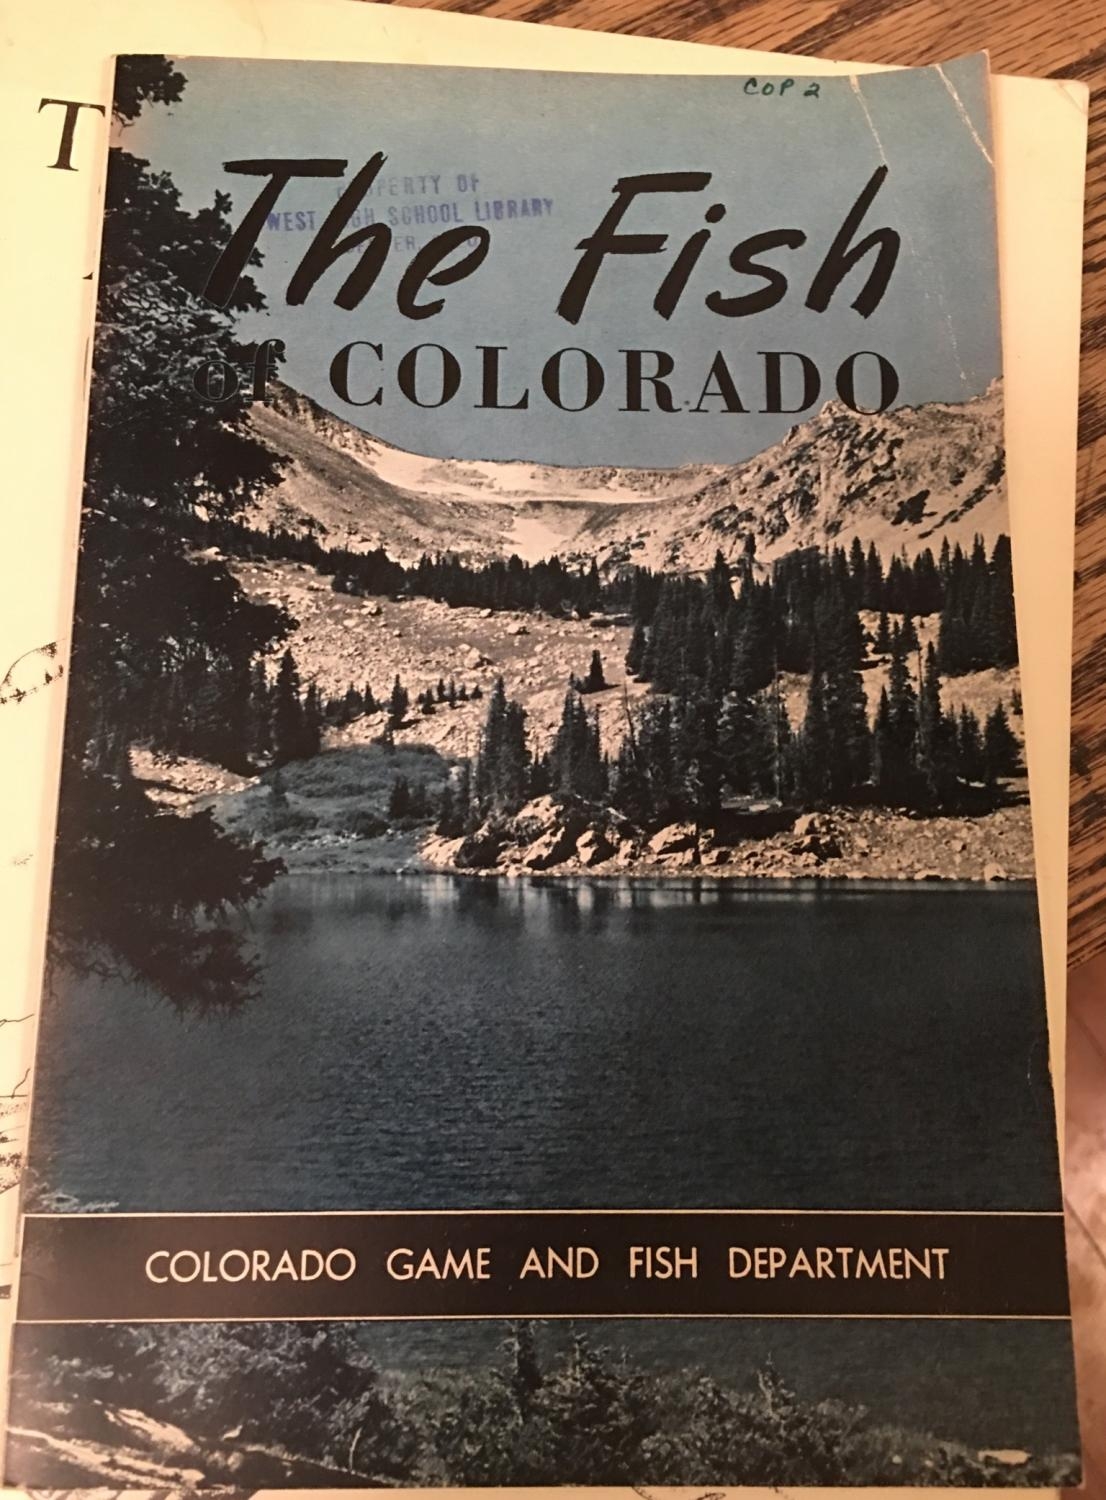 COP 2
The Fish
PROPERTY OF
WEST HIGH SCHOOL LIBRARY
of COLORADO
COLORADO GAME AND FISH DEPARTMENT
T